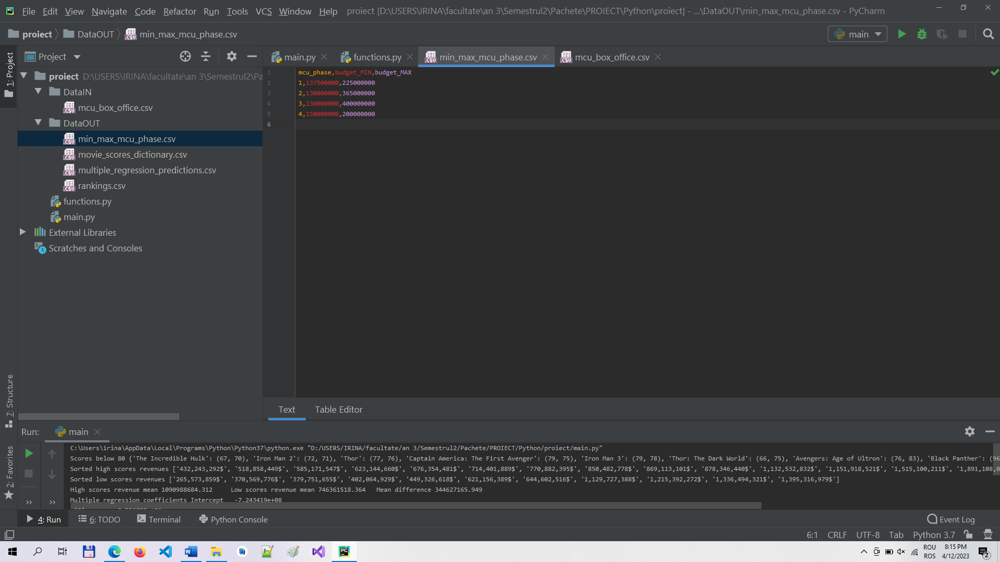 File Edit View Navigate Code Refactor Run Tools VCS Window Help proiect [D:\USERS\IRINA\facultate\an 3\Semestrul2\Pachete\PROIECT\Python\proiect] - ...\DataOUT\min_max_mcu_phase.csv - PyCharm
proiect DataOUT min_max_mcu_phase.csv
main
Project
main.py functions.py min_max_mcu_phase.csv mcu_box_office.csv
1: Project
proiect D:\USERS\IRINA\facultate\an 3\Semestrul2\Pa
DataIN
mcu_box_office.csv
DataOUT
min_max_mcu_phase.csv
movie_scores_dictionary.csv
multiple_regression_predictions.csv
rankings.csv
functions.py
main.py
External Libraries
Scratches and Consoles
1 mcu_phase,budget_MIN,budget_MAX
2 1,137500000,225000000
3 2,130000000,365000000
4 3,130000000,400000000
5 4,150000000,200000000
6
Text Table Editor
7: Structure
2: Favorites
Run: main
C:\Users\irina\AppData\Local\Programs\Python\Python37\python.exe "D:/USERS/IRINA/facultate/an 3/Semestrul2/Pachete/PROIECT/Python/proiect/main.py"
Scores below 80 {'The Incredible Hulk': (67, 70), 'Iron Man 2': (72, 71), 'Thor': (77, 76), 'Captain America: The First Avenger': (79, 75), 'Iron Man 3': (79, 78), 'Thor: The Dark World': (66, 75), 'Avengers: Age of Ultron': (76, 83), 'Black Panther': (96
Sorted high scores revenues ['432,243,292$', '518,858,449$', '585,171,547$', '623,144,660$', '676,354,481$', '714,401,889$', '770,882,395$', '850,482,778$', '869,113,101$', '878,346,440$', '1,132,532,832$', '1,151,918,521$', '1,515,100,211$', '1,891,108,0
Sorted low scores revenues ['265,573,859$', '370,569,776$', '379,751,655$', '402,064,929$', '449,326,618$', '621,156,389$', '644,602,516$', '1,129,727,388$', '1,215,392,272$', '1,336,494,321$', '1,395,316,979$']
High scores revenue mean 1090988684.312 Low scores revenue mean 746361518.364 Mean difference 344627165.949
Multiple regression coefficients Intercept -7.243419e+08
4: Run 6: TODO Terminal Python Console Event Log
6:1 CRLF UTF-8 Tab Python 3.7
ROU 8:15 PM
ROS 4/12/2023 2